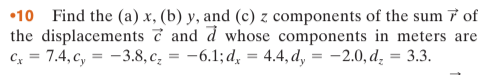 •10 Find the (a) x, (b) y, and (c) z components of the sum r⃗ of
the displacements c⃗ and d⃗ whose components in meters are
cₓ = 7.4, c_y = −3.8, c_z = −6.1; dₓ = 4.4, d_y = −2.0, d_z = 3.3.